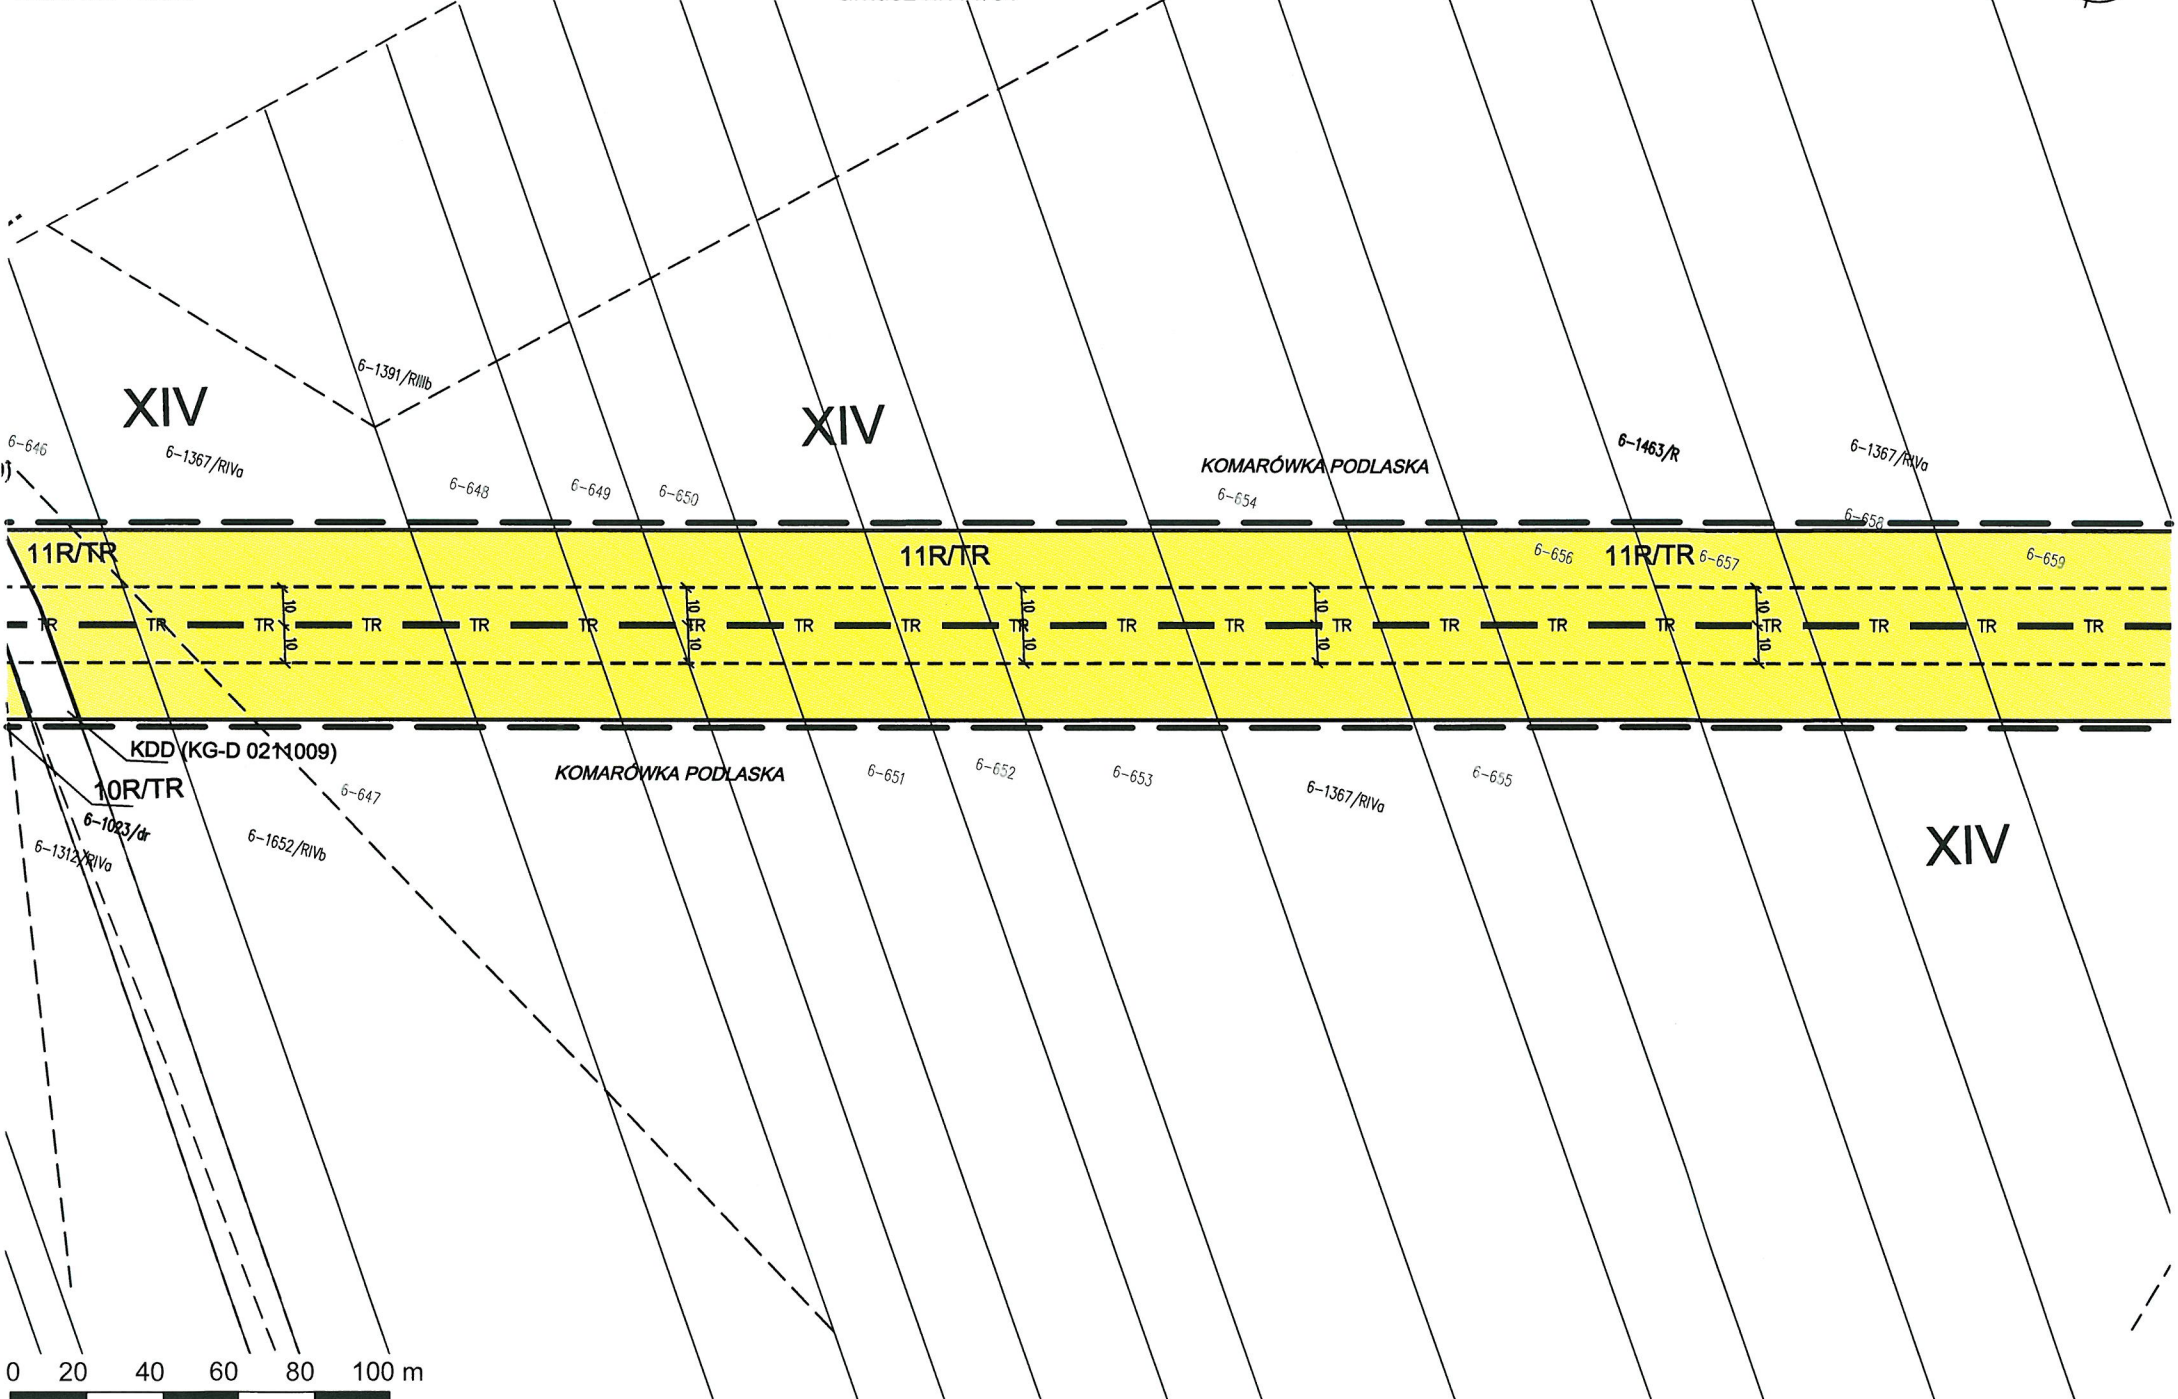 6-1391/RIIIb
XIV
XIV
6-646
6-1367/RIVa
KOMARÓWKA PODLASKA
6-1463/R
6-1367/RIVa
6-648
6-649
6-650
6-654
6-658
11R/TR
11R/TR
6-656
11R/TR
6-657
6-659
10 10 10 10 10
TR TR TR TR TR TR TR TR TR TR TR TR TR TR TR TR TR TR TR TR
10 10 10 10 10
KDD (KG-D 0211009)
10R/TR
6-647
KOMARÓWKA PODLASKA
6-651
6-652
6-653
6-1367/RIVa
6-655
6-1023/dr
6-1312/RIVa
6-1652/RIVb
XIV
0 20 40 60 80 100 m